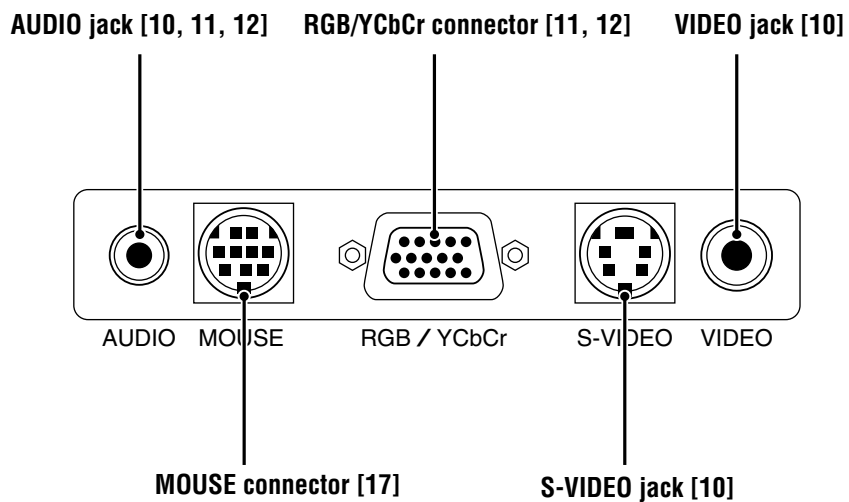 AUDIO jack [10, 11, 12] RGB/YCbCr connector [11, 12] VIDEO jack [10]
AUDIO MOUSE RGB / YCbCr S-VIDEO VIDEO
MOUSE connector [17] S-VIDEO jack [10]